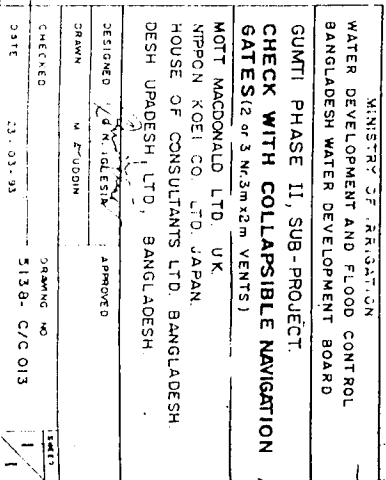 MINISTRY OF IRRIGATION
WATER DEVELOPMENT AND FLOOD CONTROL
BANGLADESH WATER DEVELOPMENT BOARD
GUMTI PHASE II, SUB-PROJECT.
CHECK WITH COLLAPSIBLE NAVIGATION
GATES (2 or 3 Nr. 3m x 2m VENTS)
MOTT MACDONALD LTD. U.K.
NIPPON KOEI CO. LTD. JAPAN.
HOUSE OF CONSULTANTS LTD. BANGLADESH.
DESH UPADESH, LTD, BANGLADESH.
DESIGNED G.N. IGLESIA APPROVED
DRAWN M UDDIN
CHECKED DRAWING NO SHEET
DATE 23.03-93 5138- C/C 013 1/1